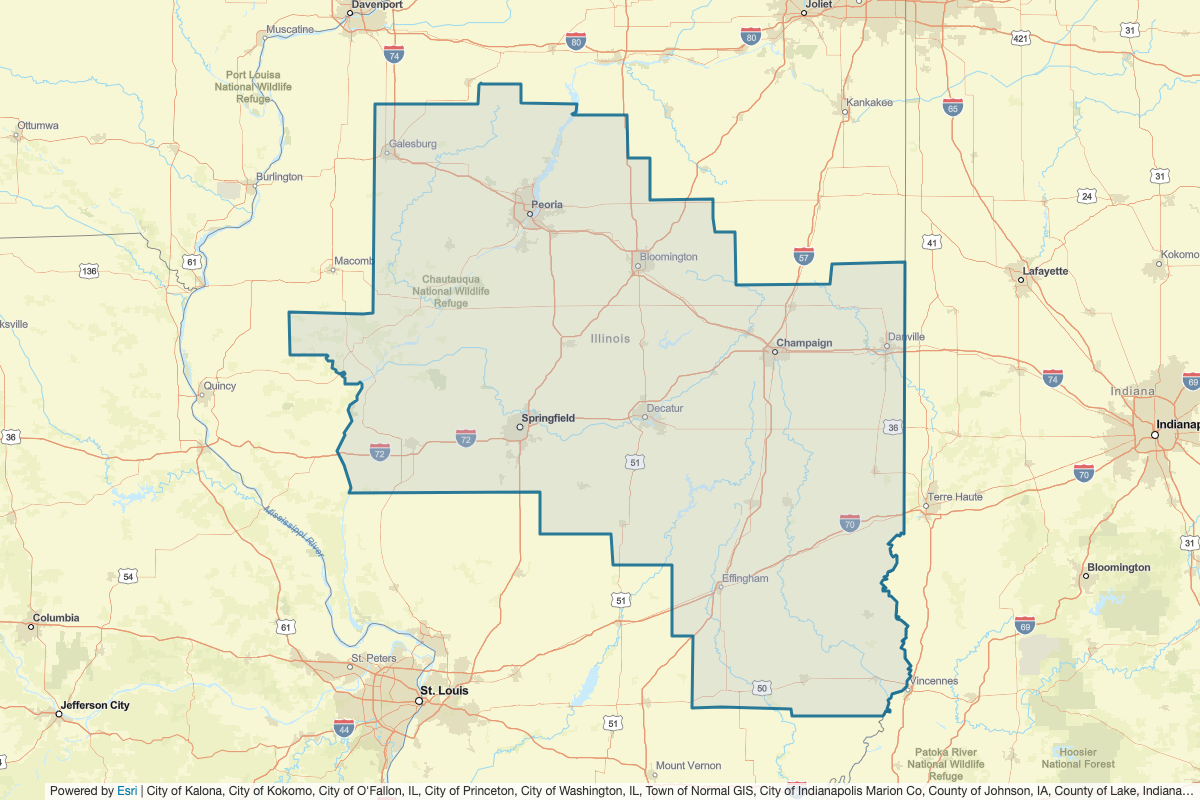 Davenport
Joliet
Muscatine
31
421
80
80
74
Port Louisa
National Wildlife
Refuge
Kankakee
65
Ottumwa
Galesburg
Burlington
31
24
Peoria
41
Macomb
Bloomington
57
Kokomo
61
136
Lafayette
Chautauqua
National Wildlife
Refuge
ksville
Illinois
Champaign
Danville
74
69
Quincy
Indiana
Springfield
Decatur
36
36
Indianap
72
72
51
70
Terre Haute
Mississippi River
70
31
Bloomington
54
Effingham
51
Columbia
61
69
St. Peters
Vincennes
50
St. Louis
Jefferson City
51
44
Patoka River
National Wildlife
Refuge
Hoosier
National Forest
Mount Vernon
Powered by Esri | City of Kalona, City of Kokomo, City of O'Fallon, IL, City of Princeton, City of Washington, IL, Town of Normal GIS, City of Indianapolis Marion Co, County of Johnson, IA, County of Lake, Indiana…